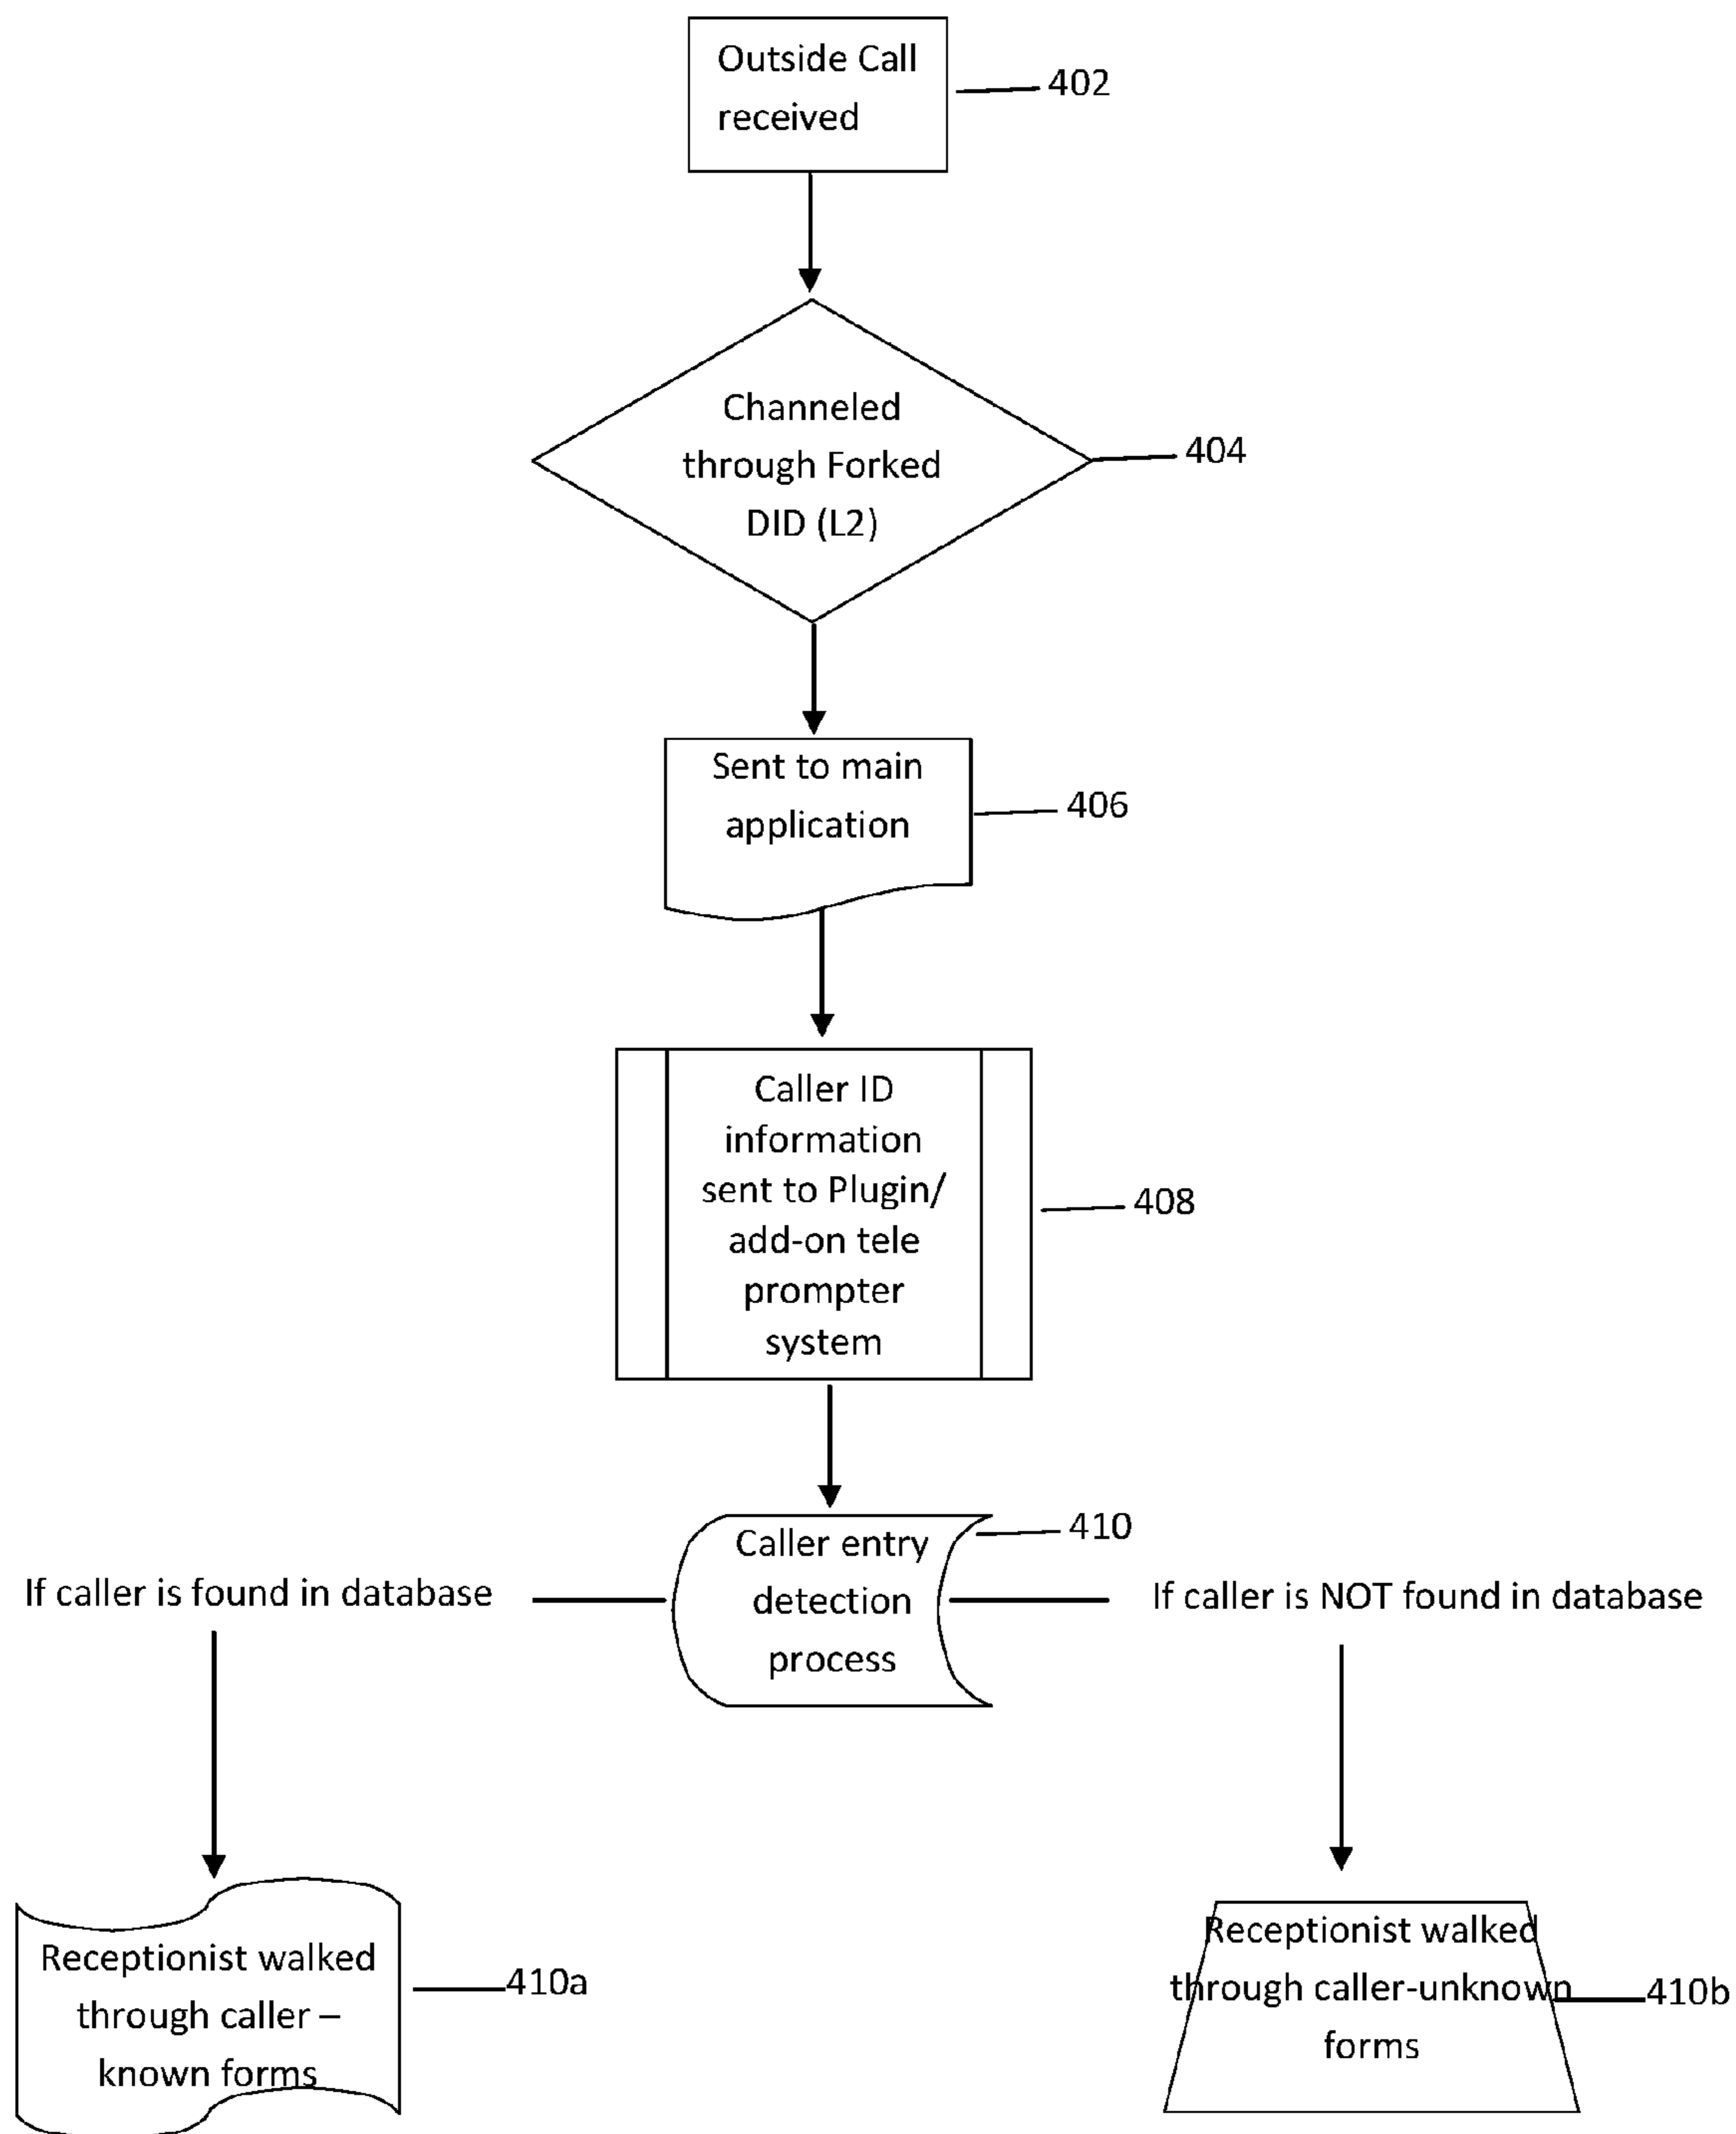 Outside Call
received
402
Channeled
through Forked
DID (L2)
404
Sent to main
application
406
Caller ID
information
sent to Plugin/
add-on tele
prompter
system
408
Caller entry
detection
process
410
If caller is found in database
If caller is NOT found in database
Receptionist walked
through caller –
known forms
410a
Receptionist walked
through caller-unknown
forms
410b